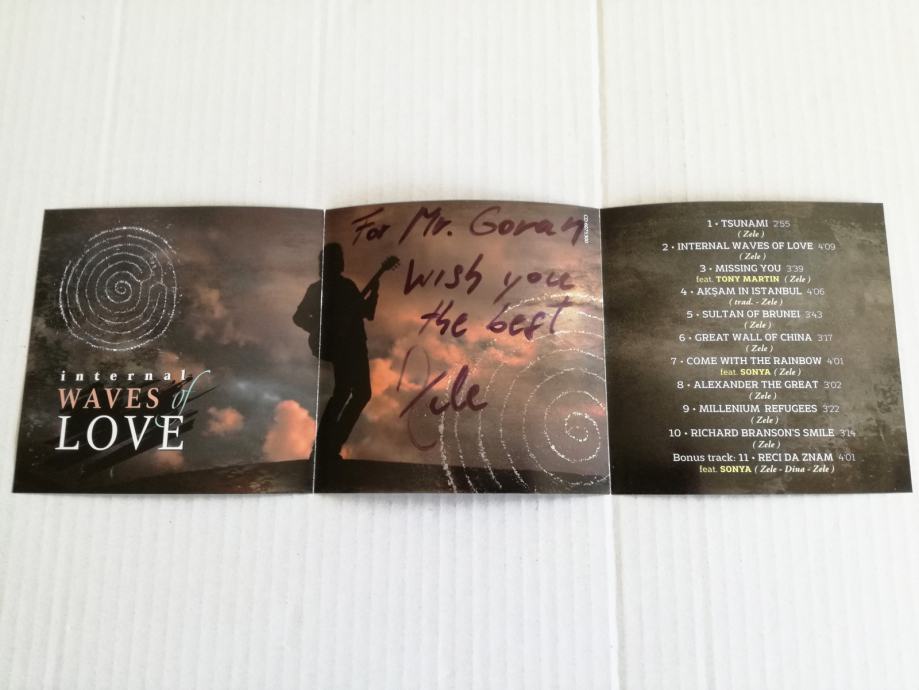 internal
WAVES of
LOVE
For Mr. Goran
Wish you
the best
Zele
1 • TSUNAMI 2'55
( Zele )
2 • INTERNAL WAVES OF LOVE 4'09
( Zele )
3 • MISSING YOU 3'39
feat. TONY MARTIN ( Zele )
4 • AKŞAM IN ISTANBUL 4'06
( trad. - Zele )
5 • SULTAN OF BRUNEI 3'43
( Zele )
6 • GREAT WALL OF CHINA 3'17
( Zele )
7 • COME WITH THE RAINBOW 4'01
feat. SONYA ( Zele )
8 • ALEXANDER THE GREAT 3'02
( Zele )
9 • MILLENIUM REFUGEES 3'22
( Zele )
10 • RICHARD BRANSON'S SMILE 3'14
( Zele )
Bonus track: 11 • RECI DA ZNAM 4'01
feat. SONYA ( Zele - Dina - Zele )